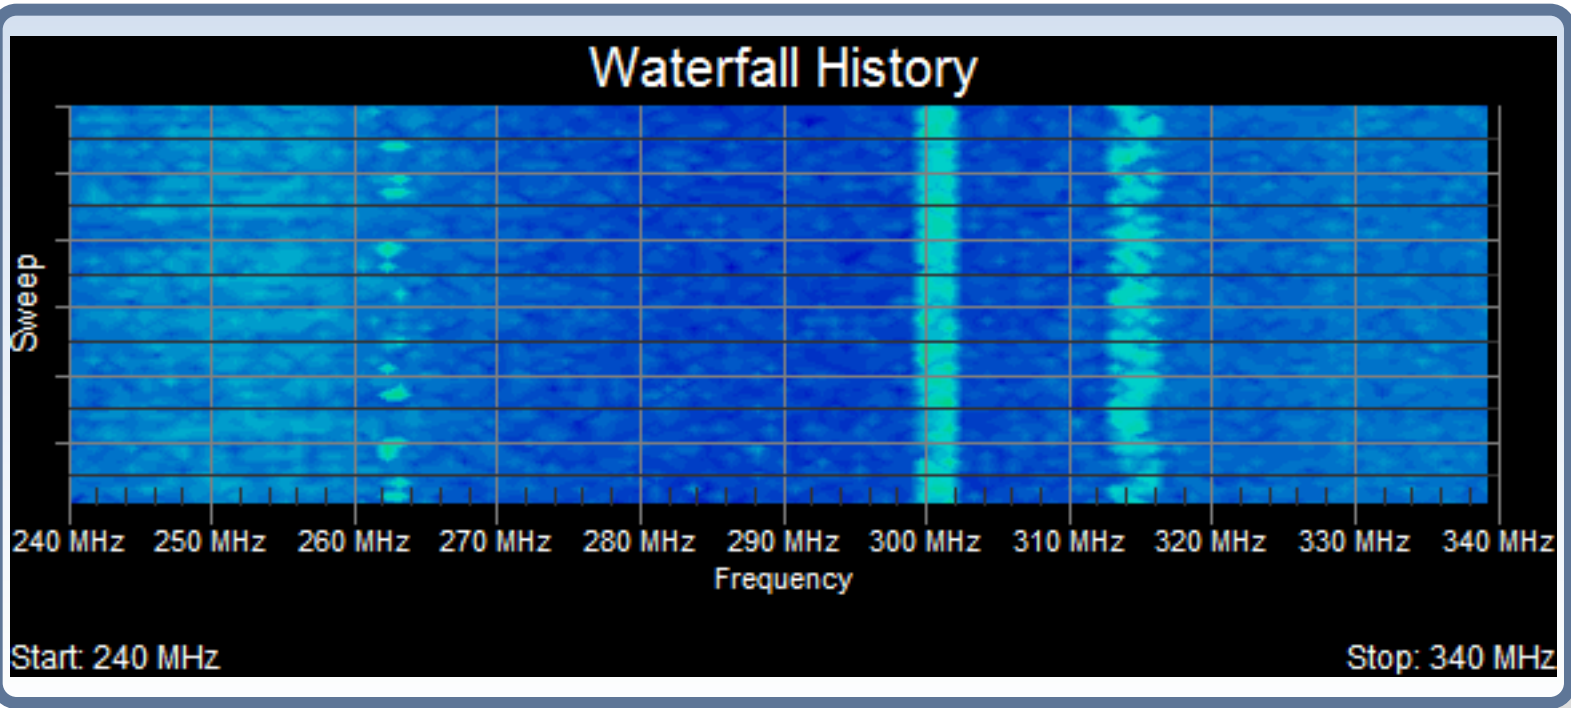 Waterfall History
Sweep
240 MHz 250 MHz 260 MHz 270 MHz 280 MHz 290 MHz 300 MHz 310 MHz 320 MHz 330 MHz 340 MHz
Frequency
Start: 240 MHz Stop: 340 MHz